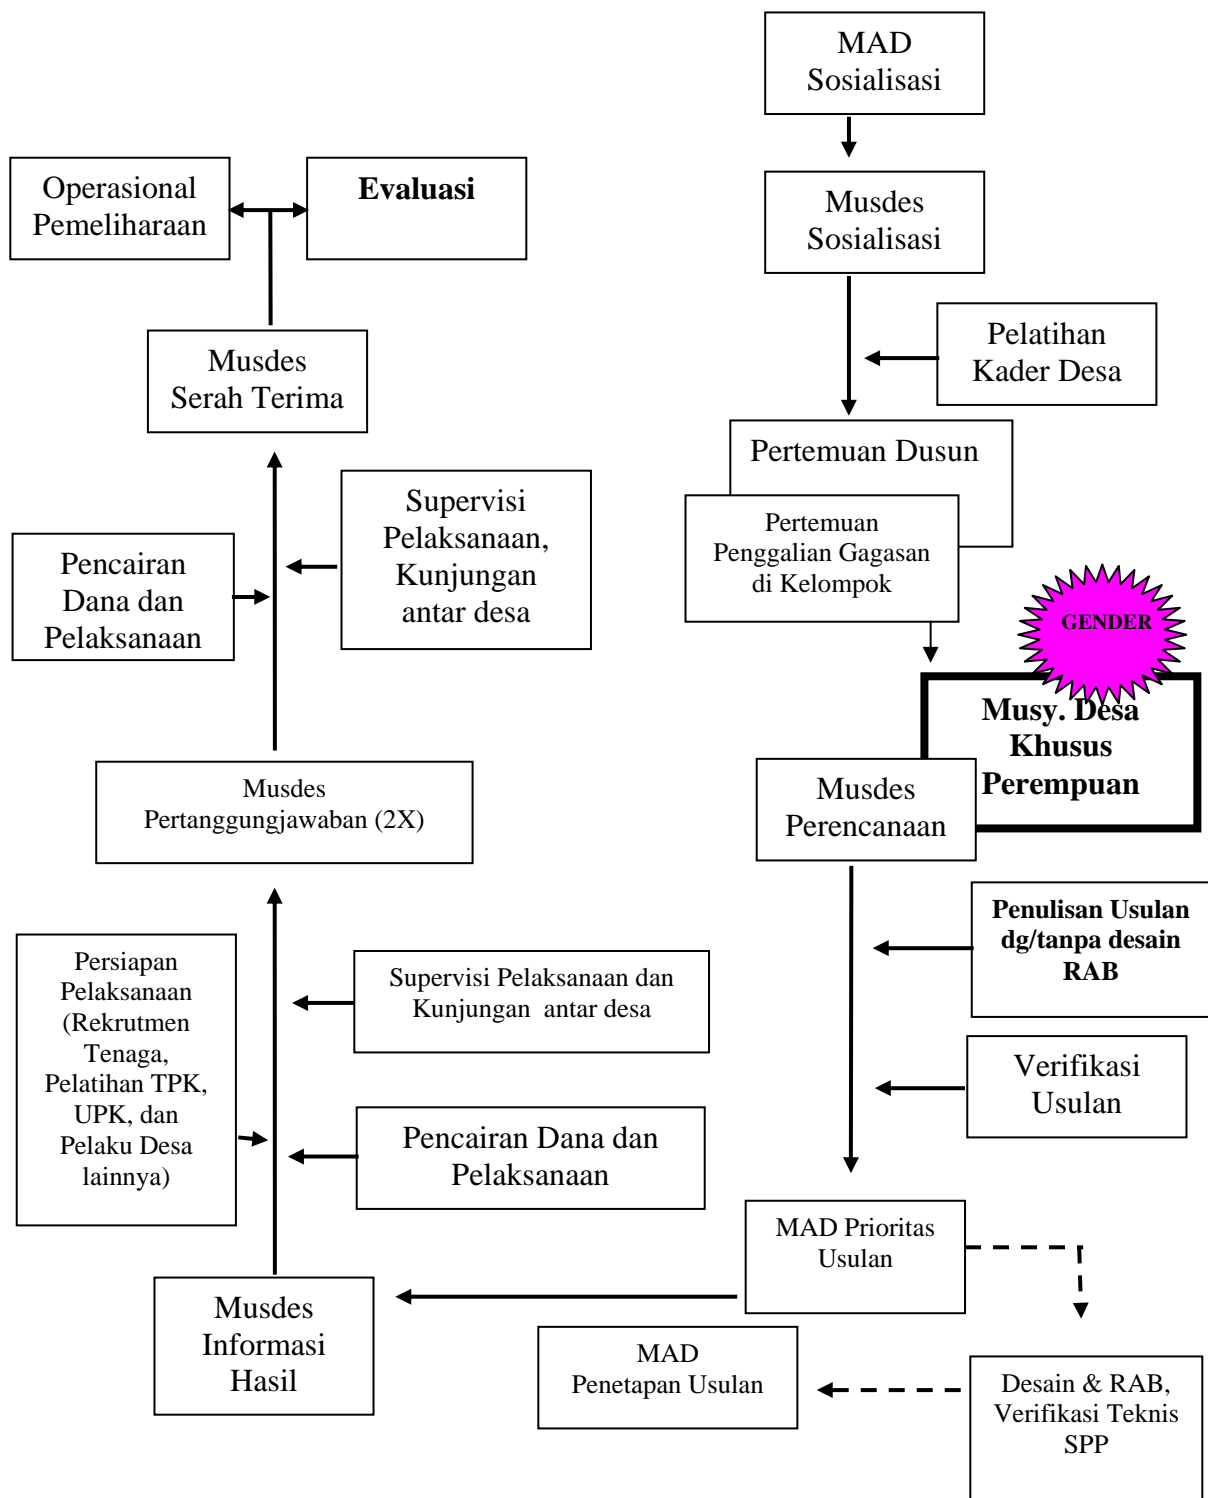 MAD
Sosialisasi
Musdes
Sosialisasi
Pelatihan
Kader Desa
Pertemuan Dusun
Pertemuan
Penggalian Gagasan
di Kelompok
GENDER
Musy. Desa
Khusus
Perempuan
Musdes
Perencanaan
Penulisan Usulan
dg/tanpa desain
RAB
Verifikasi
Usulan
MAD Prioritas
Usulan
Desain & RAB,
Verifikasi Teknis
SPP
MAD
Penetapan Usulan
Musdes
Informasi
Hasil
Persiapan
Pelaksanaan
(Rekrutmen
Tenaga,
Pelatihan TPK,
UPK, dan
Pelaku Desa
lainnya)
Pencairan Dana dan
Pelaksanaan
Supervisi Pelaksanaan dan
Kunjungan antar desa
Musdes
Pertanggungjawaban (2X)
Pencairan
Dana dan
Pelaksanaan
Supervisi
Pelaksanaan,
Kunjungan
antar desa
Musdes
Serah Terima
Operasional
Pemeliharaan
Evaluasi